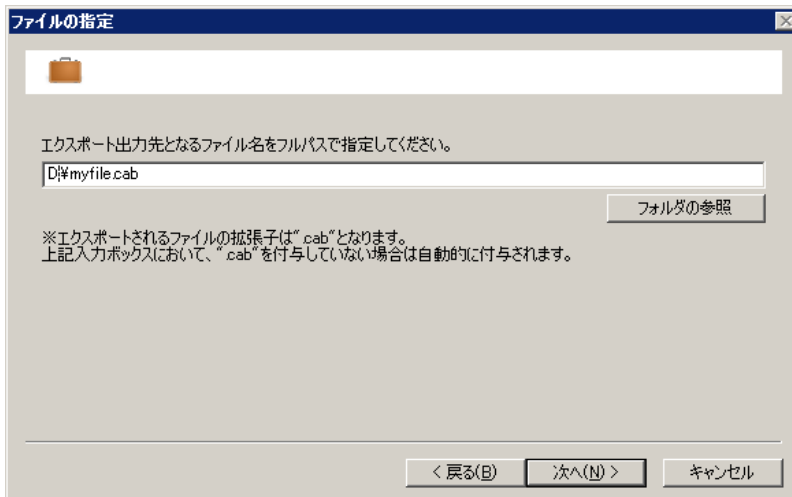 ファイルの指定
エクスポート出力先となるファイル名をフルパスで指定してください。
D:¥myfile.cab
フォルダの参照
※エクスポートされるファイルの拡張子は".cab"となります。
上記入力ボックスにおいて、".cab"を付与していない場合は自動的に付与されます。
< 戻る(B)
次へ(N) >
キャンセル